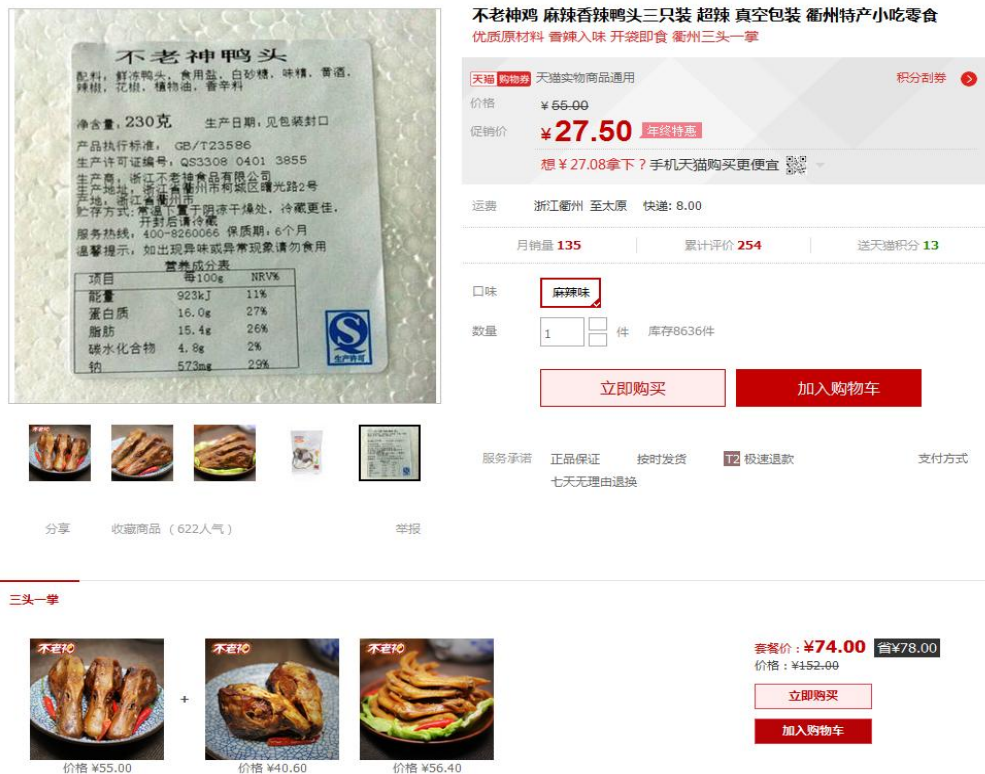 不老神鸡 麻辣香辣鸭头三只装 超辣 真空包装 衢州特产小吃零食
优质原材料 香辣入味 开袋即食 衢州三头一掌
天猫 购物券 天猫实物商品通用 积分刮券
价格 ¥55.00
促销价 ¥27.50 年终特惠
想¥27.08拿下？手机天猫购买更便宜
运费 浙江衢州 至太原 快递: 8.00
月销量 135 累计评价 254 送天猫积分 13
口味 麻辣味
数量 1 件 库存8636件
立即购买 加入购物车
服务承诺 正品保证 按时发货 T2 极速退款 支付方式
七天无理由退换
不老神鸭头
配料：鲜冻鸭头，食用盐，白砂糖，味精，黄酒，
辣椒，花椒，植物油，香辛料
净含量：230克 生产日期：见包装封口
产品执行标准：GB/T23586
生产许可证编号：QS3308 0401 3855
生产商：浙江不老神食品有限公司
生产地址：浙江省衢州市柯城区曙光路2号
产地：浙江省衢州市
贮存方式：常温下置于阴凉干燥处，冷藏更佳，
开封后请冷藏
服务热线：400-8260066 保质期：6个月
温馨提示：如出现异味或异常现象请勿食用
营养成分表
项目 每100g NRV%
能量 923kJ 11%
蛋白质 16.0g 27%
脂肪 15.4g 26%
碳水化合物 4.8g 2%
钠 573mg 29%
生产许可
分享 收藏商品（622人气） 举报
三头一掌
不老神
不老神
不老神
+
价格 ¥55.00 价格 ¥40.60 价格 ¥56.40
套餐价：¥74.00 省¥78.00
价格：¥152.00
立即购买
加入购物车